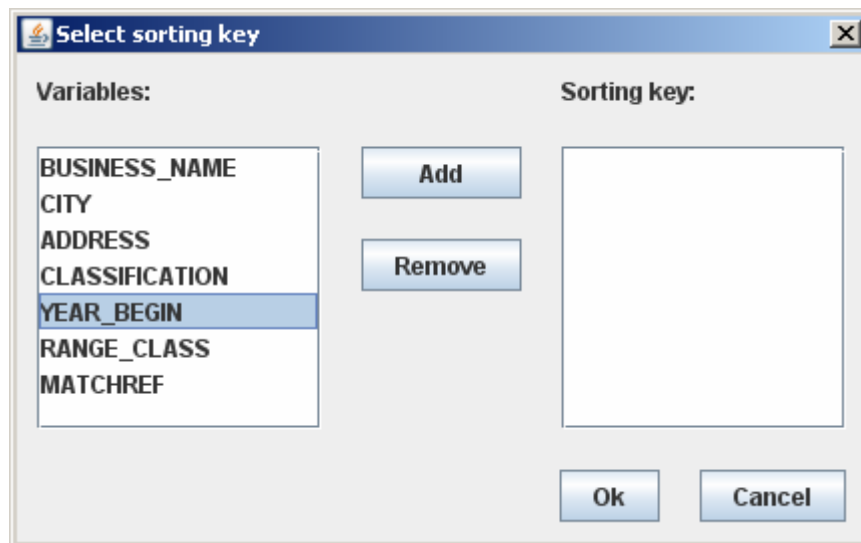 Select sorting key
Variables:
Sorting key:
BUSINESS_NAME
CITY
ADDRESS
CLASSIFICATION
YEAR_BEGIN
RANGE_CLASS
MATCHREF
Add
Remove
Ok
Cancel